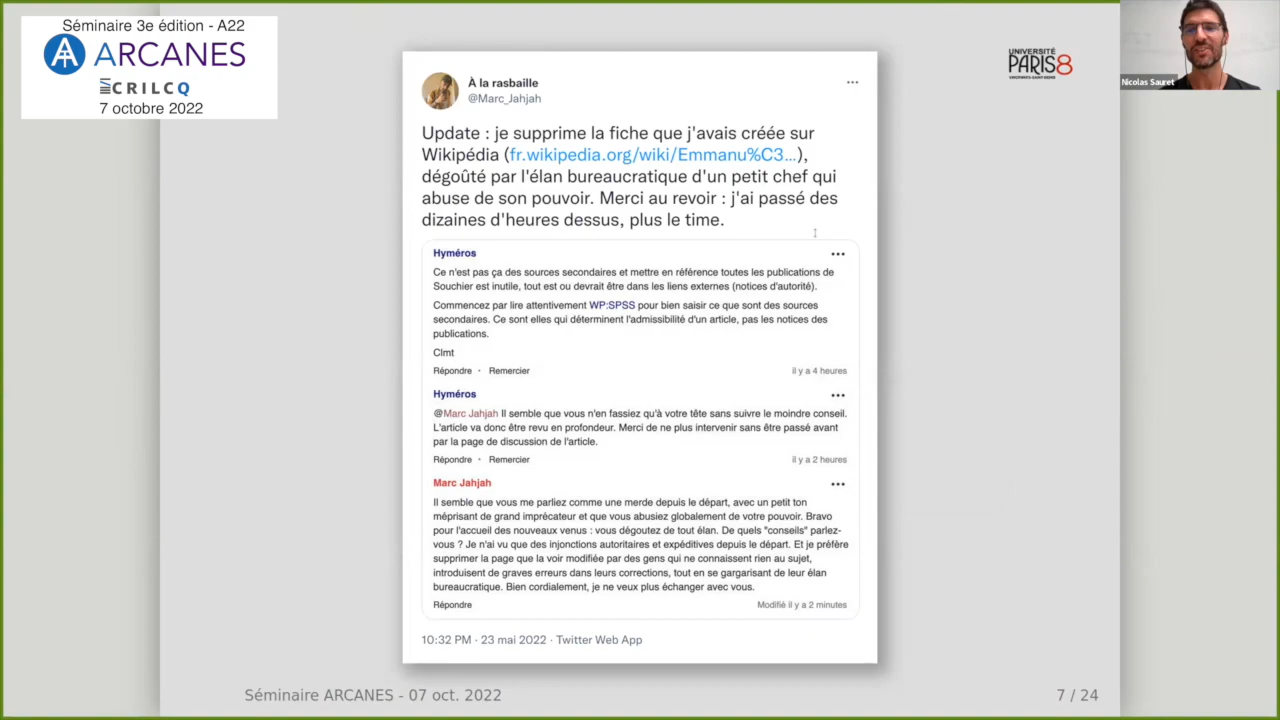 Séminaire 3e édition - A22
ARCANES
CRILCQ
7 octobre 2022
UNIVERSITÉ
PARIS8
VINCENNES-SAINT-DENIS
Nicolas Sauret
À la rasbaille
@Marc_Jahjah
Update : je supprime la fiche que j'avais créée sur
Wikipédia (fr.wikipedia.org/wiki/Emmanu%C3...),
dégoûté par l'élan bureaucratique d'un petit chef qui
abuse de son pouvoir. Merci au revoir : j'ai passé des
dizaines d'heures dessus, plus le time.
Hyméros
Ce n'est pas ça des sources secondaires et mettre en référence toutes les publications de
Souchier est inutile, tout est ou devrait être dans les liens externes (notices d'autorité).
Commencez par lire attentivement WP:SPSS pour bien saisir ce que sont des sources
secondaires. Ce sont elles qui déterminent l'admissibilité d'un article, pas les notices des
publications.
Clmt
Répondre • Remercier il y a 4 heures
Hyméros
@Marc Jahjah Il semble que vous n'en fassiez qu'à votre tête sans suivre le moindre conseil.
L'article va donc être revu en profondeur. Merci de ne plus intervenir sans être passé avant
par la page de discussion de l'article.
Répondre • Remercier il y a 2 heures
Marc Jahjah
Il semble que vous me parliez comme une merde depuis le départ, avec un petit ton
méprisant de grand imprécateur et que vous abusiez globalement de votre pouvoir. Bravo
pour l'accueil des nouveaux venus : vous dégoutez de tout élan. De quels "conseils" parlez-
vous ? Je n'ai vu que des injonctions autoritaires et expéditives depuis le départ. Et je préfère
supprimer la page que la voir modifiée par des gens qui ne connaissent rien au sujet,
introduisent de graves erreurs dans leurs corrections, tout en se gargarisant de leur élan
bureaucratique. Bien cordialement, je ne veux plus échanger avec vous.
Répondre Modifié il y a 2 minutes
10:32 PM · 23 mai 2022 · Twitter Web App
Séminaire ARCANES - 07 oct. 2022
7 / 24